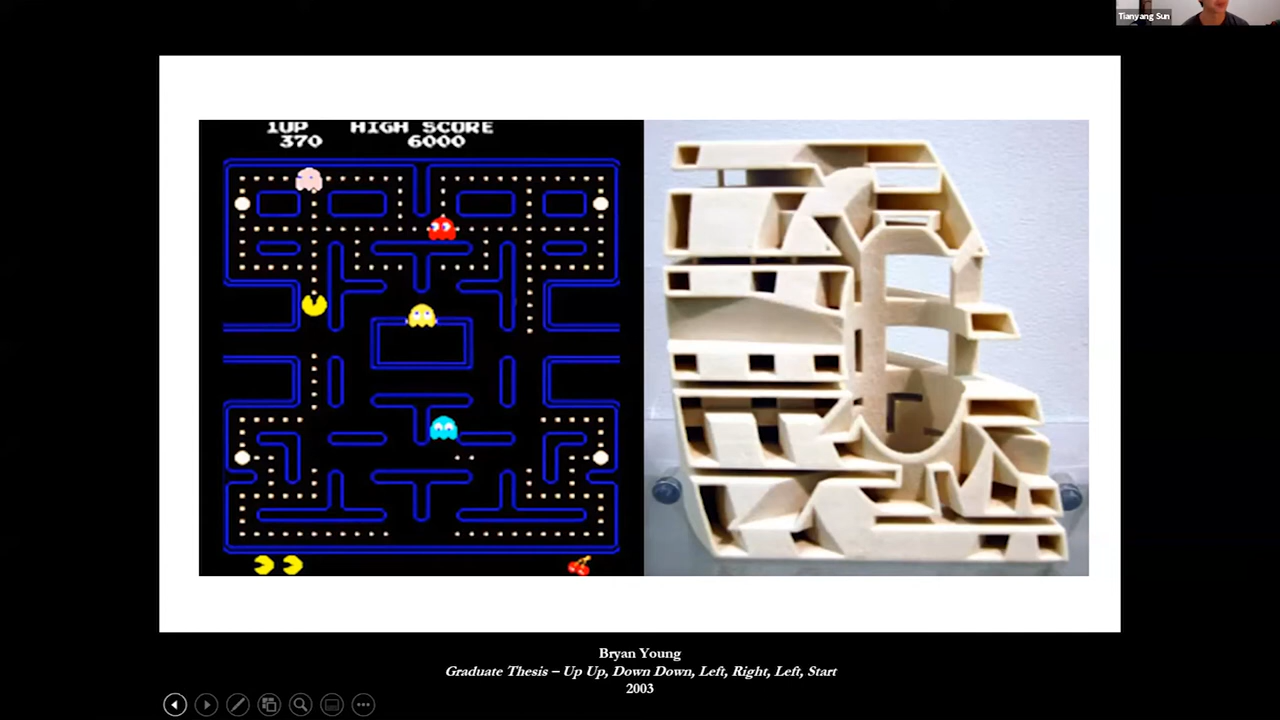 Tianyang Sun
1UP HIGH SCORE
370 6000
Bryan Young
Graduate Thesis – Up Up, Down Down, Left, Right, Left, Start
2003